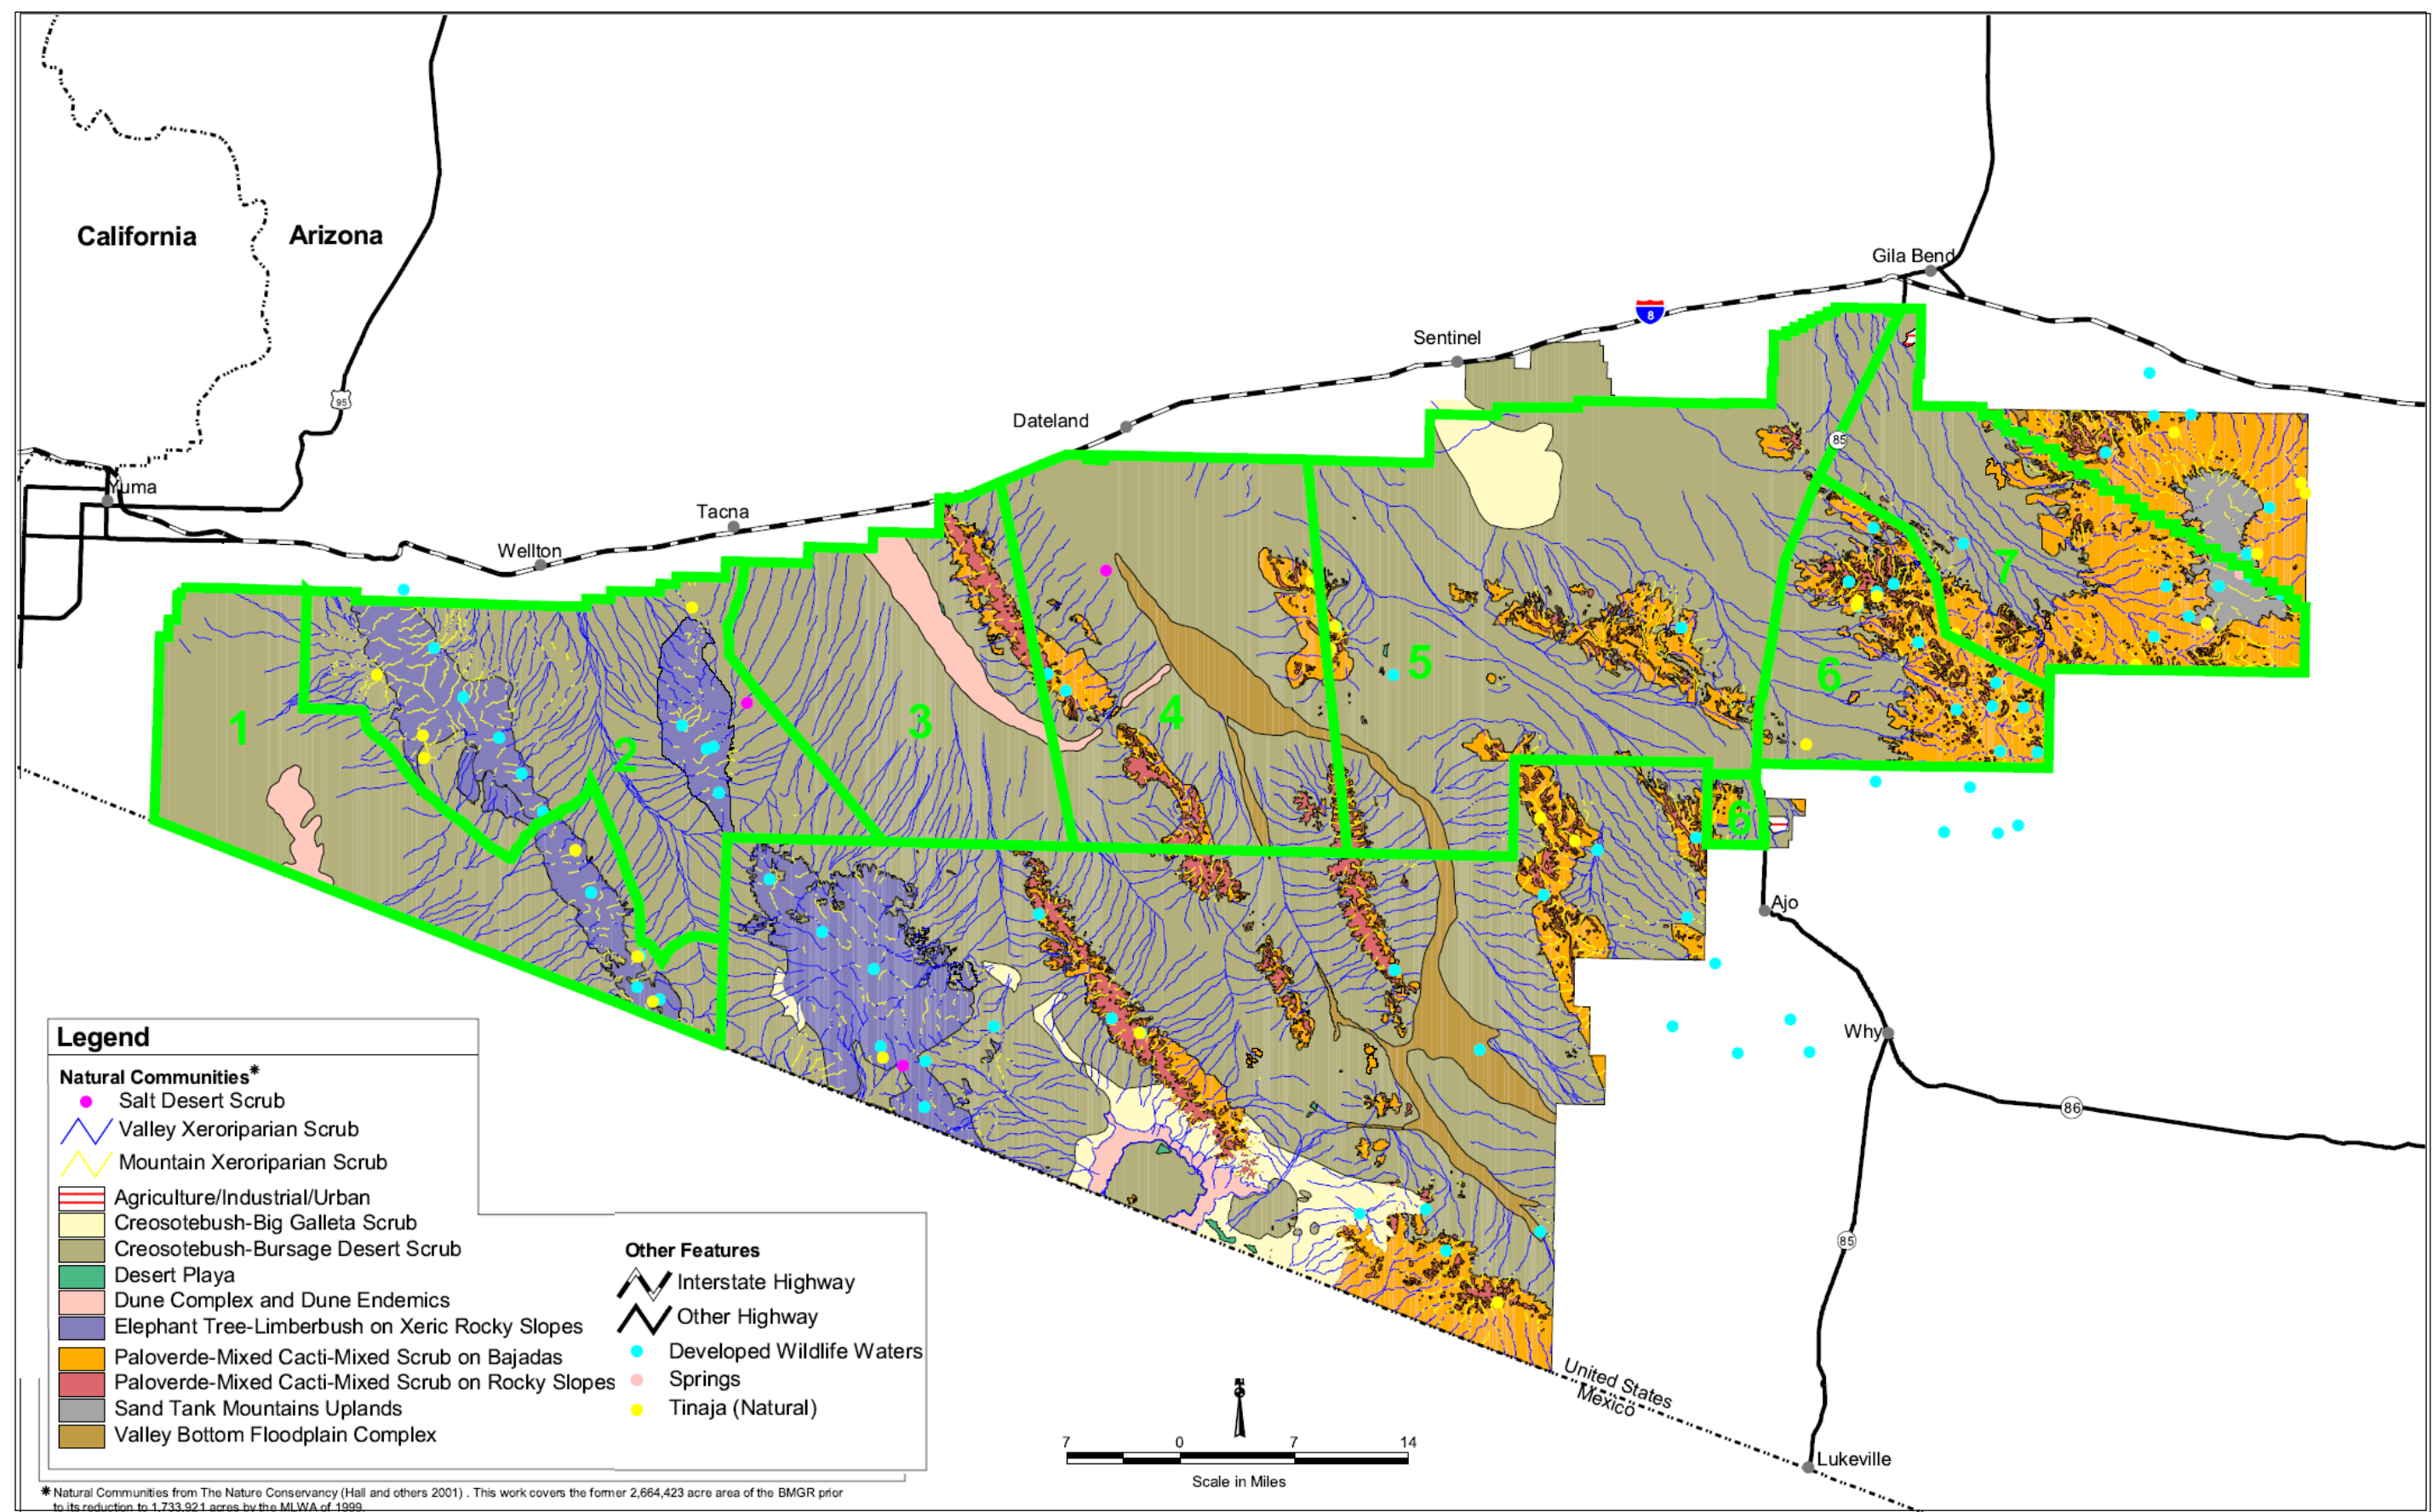 California
Arizona
Gila Bend
8
Sentinel
95
Dateland
85
Yuma
Tacna
Wellton
7
5
6
1
3
4
2
6
Ajo
Why
86
85
United States
Mexico
Lukeville
Legend
Natural Communities*
Salt Desert Scrub
Valley Xeroriparian Scrub
Mountain Xeroriparian Scrub
Agriculture/Industrial/Urban
Creosotebush-Big Galleta Scrub
Creosotebush-Bursage Desert Scrub
Desert Playa
Dune Complex and Dune Endemics
Elephant Tree-Limberbush on Xeric Rocky Slopes
Paloverde-Mixed Cacti-Mixed Scrub on Bajadas
Paloverde-Mixed Cacti-Mixed Scrub on Rocky Slopes
Sand Tank Mountains Uplands
Valley Bottom Floodplain Complex
Other Features
Interstate Highway
Other Highway
Developed Wildlife Waters
Springs
Tinaja (Natural)
7 0 7 14
Scale in Miles
* Natural Communities from The Nature Conservancy (Hall and others 2001) . This work covers the former 2,664,423 acre area of the BMGR prior
to its reduction to 1,733,921 acres by the MLWA of 1999.